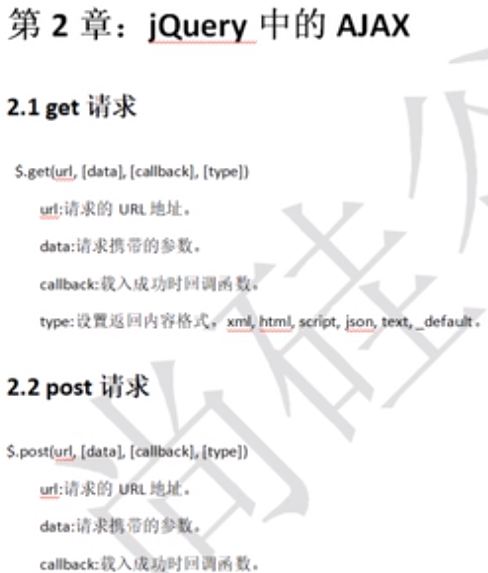 第 2 章：jQuery 中的 AJAX
2.1 get 请求
$.get(url, [data], [callback], [type])
url:请求的 URL 地址。
data:请求携带的参数。
callback:载入成功时回调函数。
type:设置返回内容格式，xml, html, script, json, text, _default。
2.2 post 请求
$.post(url, [data], [callback], [type])
url:请求的 URL 地址。
data:请求携带的参数。
callback:载入成功时回调函数。
尚硅